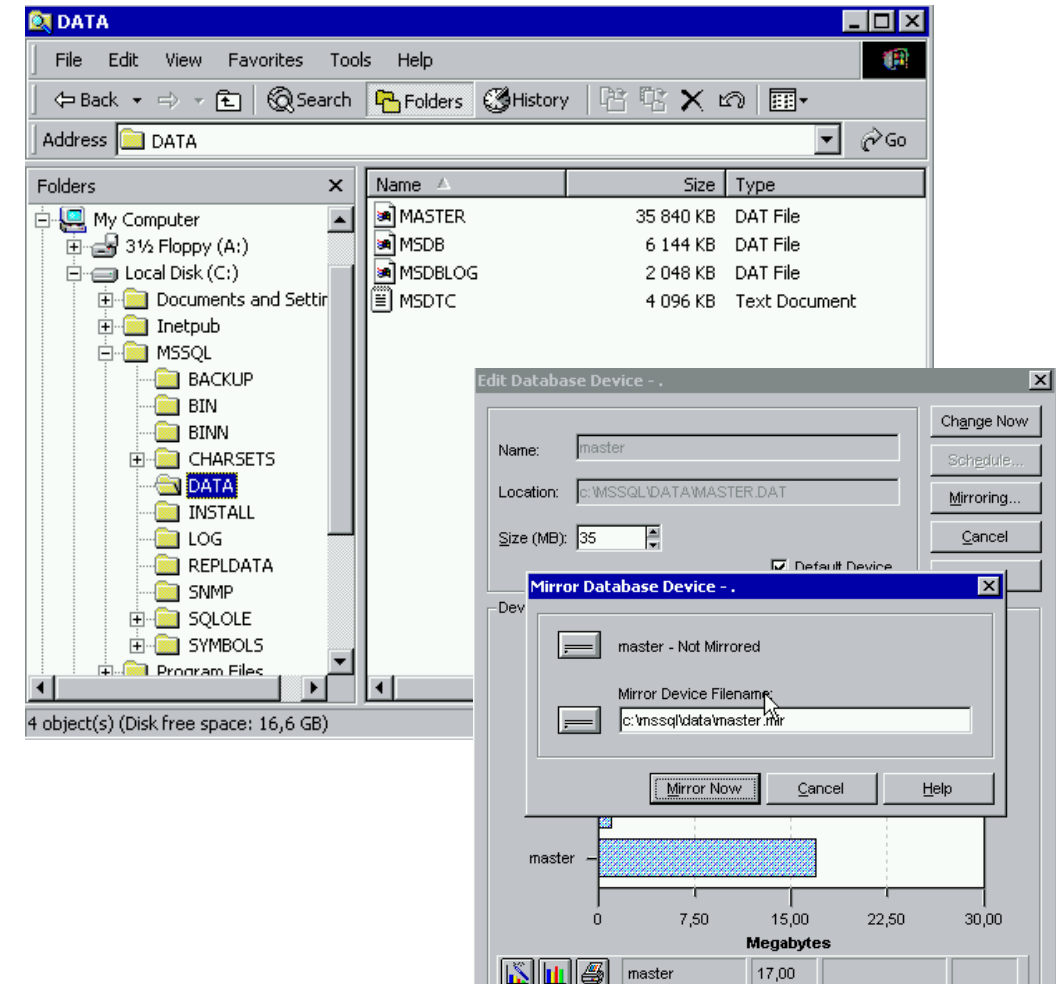 DATA
File Edit View Favorites Tools Help
Back Search Folders History
Address DATA Go
Folders
My Computer
3½ Floppy (A:)
Local Disk (C:)
Documents and Settin
Inetpub
MSSQL
BACKUP
BIN
BINN
CHARSETS
DATA
INSTALL
LOG
REPLDATA
SNMP
SQLOLE
SYMBOLS
Program Files
Name Size Type
MASTER 35 840 KB DAT File
MSDB 6 144 KB DAT File
MSDBLOG 2 048 KB DAT File
MSDTC 4 096 KB Text Document
4 object(s) (Disk free space: 16,6 GB)
Edit Database Device - .
Name: master
Location: c:\MSSQL\DATA\MASTER.DAT
Size (MB): 35
Default Device
Change Now
Schedule...
Mirroring...
Cancel
Dev
Mirror Database Device - .
master - Not Mirrored
Mirror Device Filename:
c:\mssql\data\master.mir
Mirror Now Cancel Help
master
0 7,50 15,00 22,50 30,00
Megabytes
master 17,00